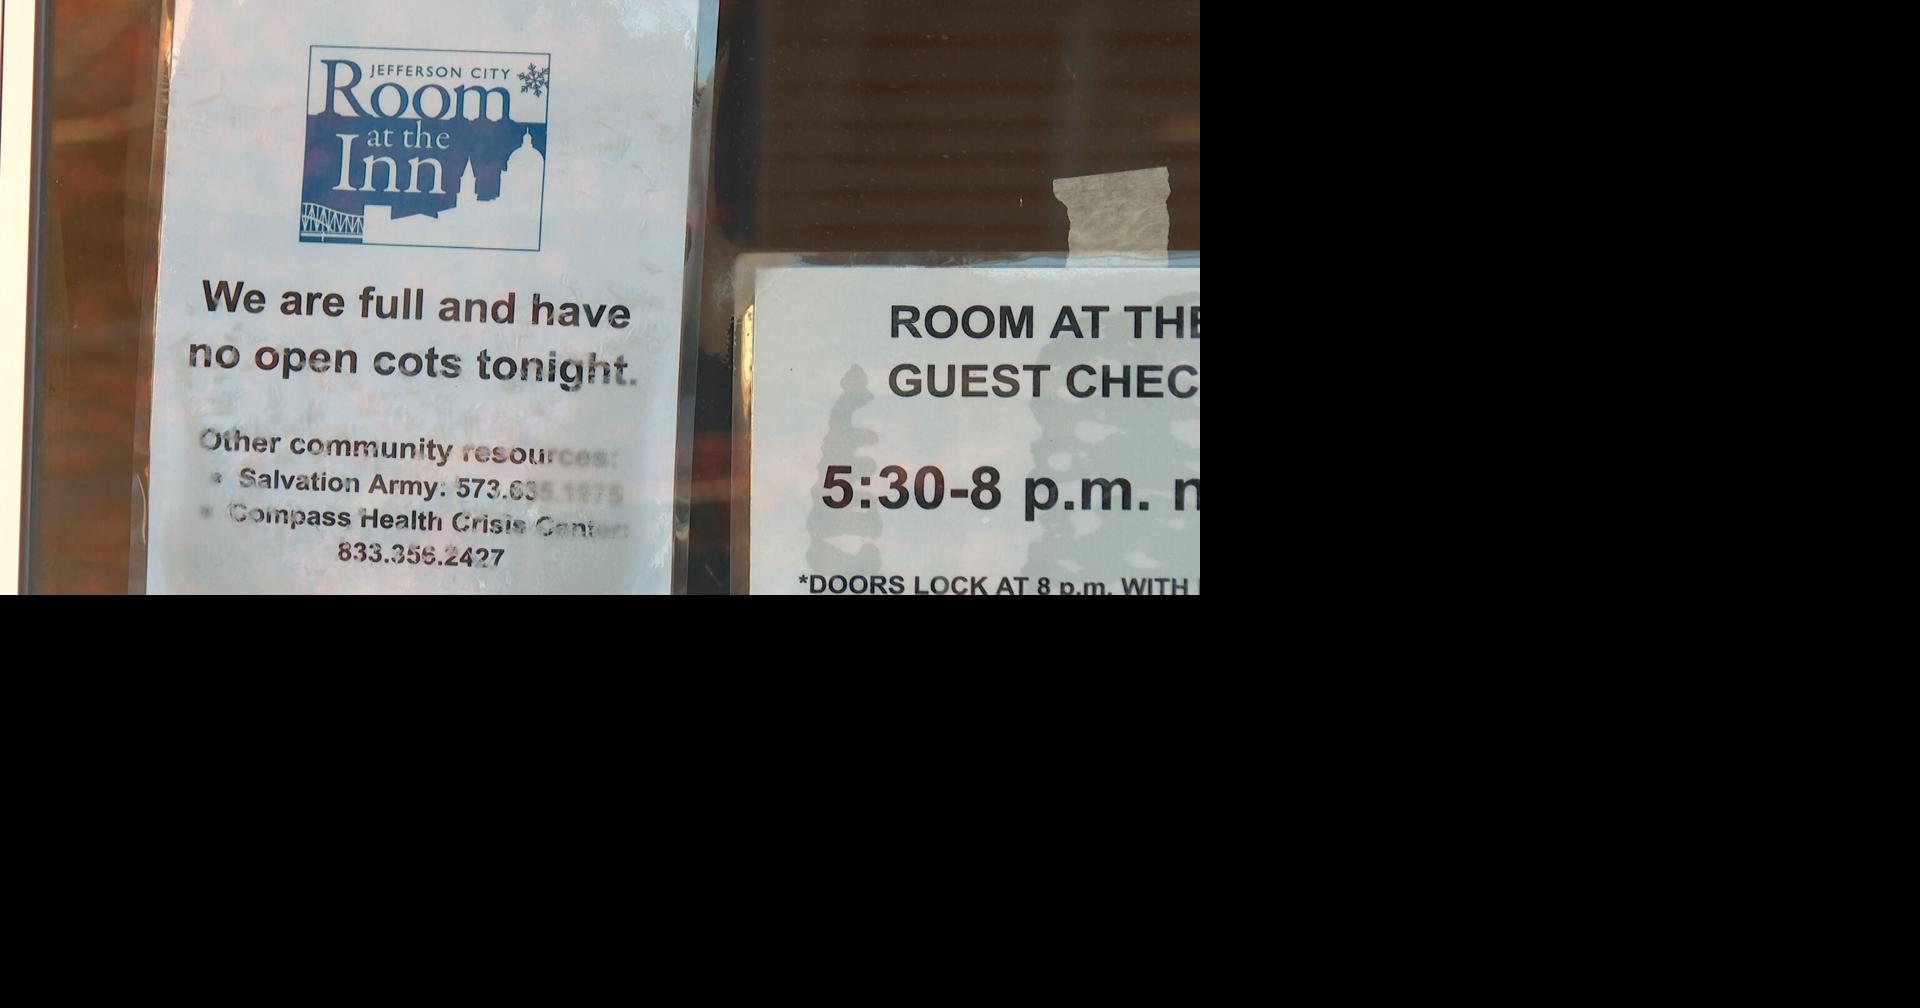 JEFFERSON CITY
Room
at the
Inn
We are full and have
no open cots tonight.
Other community resources:
• Salvation Army: 573.635.1975
• Compass Health Crisis Center:
833.356.2427
ROOM AT THE
GUEST CHEC
5:30-8 p.m. n
*DOORS LOCK AT 8 p.m. WITH